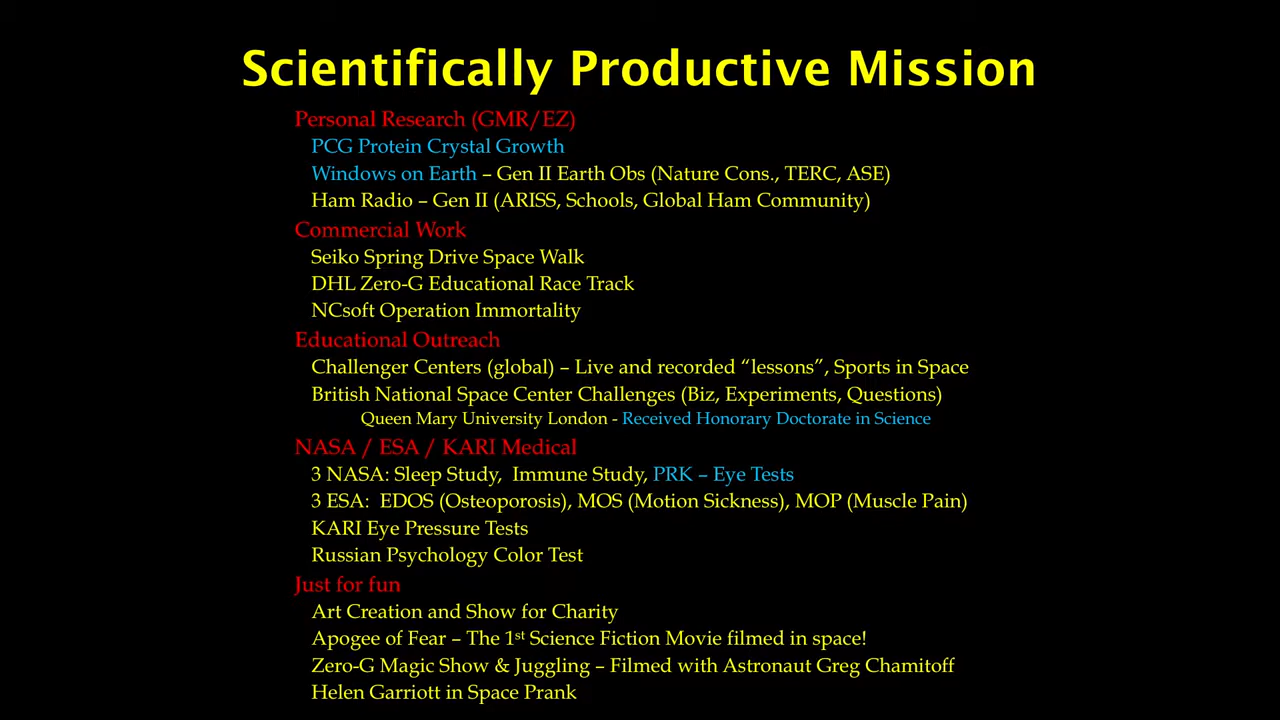 Scientifically Productive Mission
Personal Research (GMR/EZ)
PCG Protein Crystal Growth
Windows on Earth – Gen II Earth Obs (Nature Cons., TERC, ASE)
Ham Radio – Gen II (ARISS, Schools, Global Ham Community)
Commercial Work
Seiko Spring Drive Space Walk
DHL Zero-G Educational Race Track
NCsoft Operation Immortality
Educational Outreach
Challenger Centers (global) – Live and recorded “lessons”, Sports in Space
British National Space Center Challenges (Biz, Experiments, Questions)
Queen Mary University London - Received Honorary Doctorate in Science
NASA / ESA / KARI Medical
3 NASA: Sleep Study,  Immune Study, PRK – Eye Tests
3 ESA:  EDOS (Osteoporosis), MOS (Motion Sickness), MOP (Muscle Pain)
KARI Eye Pressure Tests
Russian Psychology Color Test
Just for fun
Art Creation and Show for Charity
Apogee of Fear – The 1st Science Fiction Movie filmed in space!
Zero-G Magic Show & Juggling – Filmed with Astronaut Greg Chamitoff
Helen Garriott in Space Prank